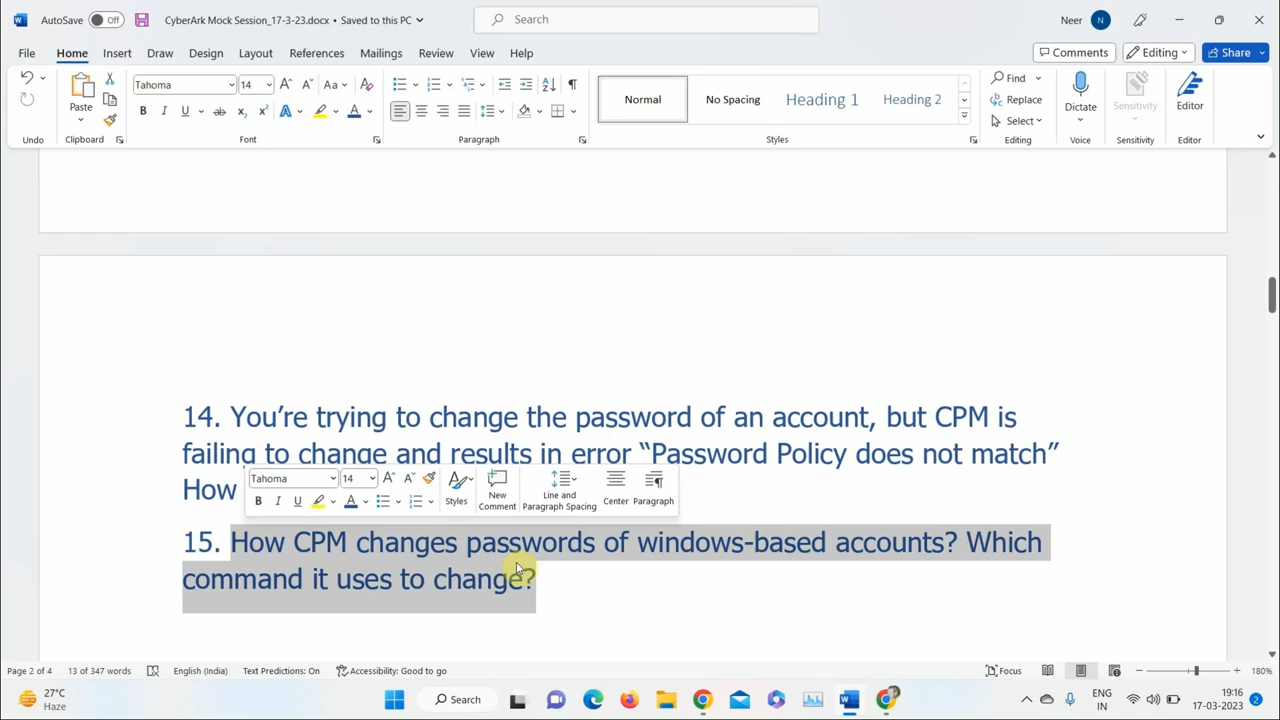 AutoSave Off CyberArk Mock Session_17-3-23.docx • Saved to this PC Search Neer N
File Home Insert Draw Design Layout References Mailings Review View Help Comments Editing Share
Paste Tahoma 14 Aa A B I U ab x₂ x² A A Normal No Spacing Heading 1 Heading 2 Find Replace Select Dictate Sensitivity Editor
Undo Clipboard Font Paragraph Styles Editing Voice Sensitivity Editor
14. You’re trying to change the password of an account, but CPM is
failing to change and results in error “Password Policy does not match”
How
Tahoma 14 A A Styles New Comment Line and Paragraph Spacing Center Paragraph
B I U A
15. How CPM changes passwords of windows-based accounts? Which
command it uses to change?
Page 2 of 4 13 of 347 words English (India) Text Predictions: On Accessibility: Good to go Focus 180%
27°C Haze Search ENG IN 19:16 17-03-2023 2